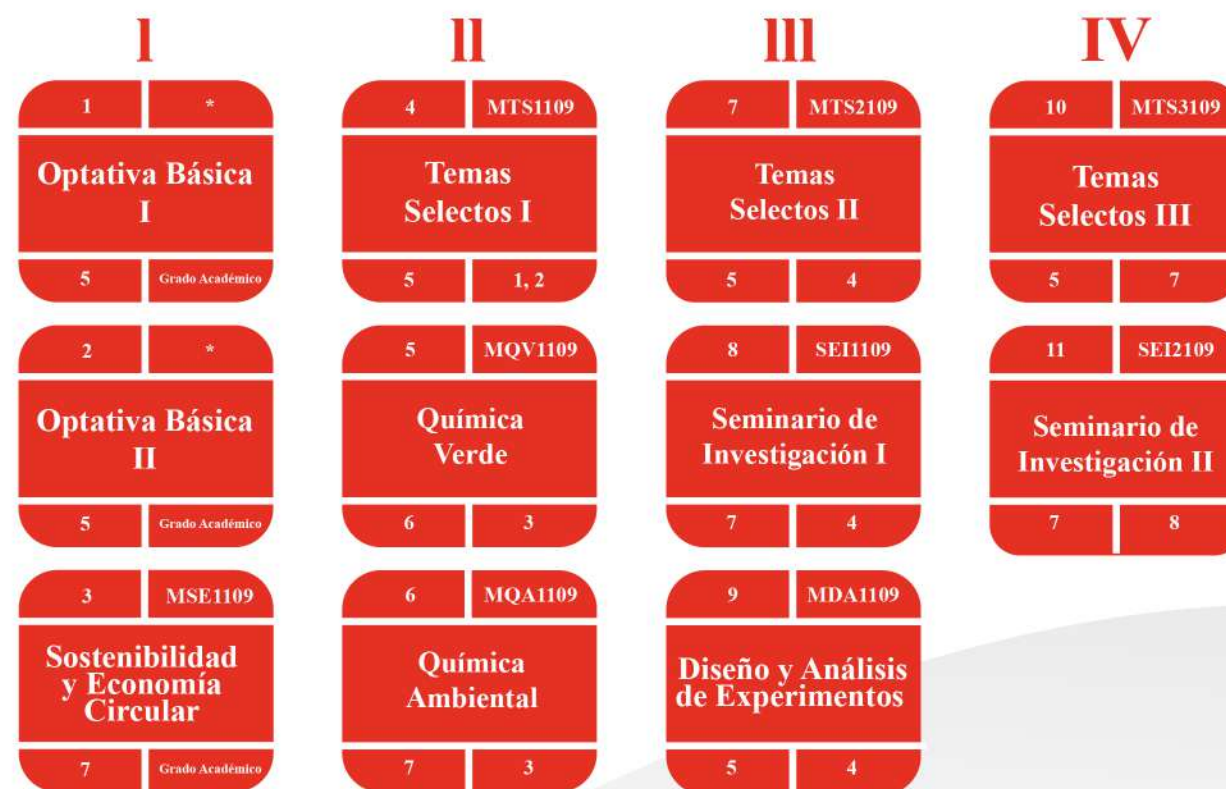 I
1 *
Optativa Básica
I
5 Grado Académico
2 *
Optativa Básica
II
5 Grado Académico
3 MSE1109
Sostenibilidad
y Economía
Circular
7 Grado Académico
II
4 MTS1109
Temas
Selectos I
5 1, 2
5 MQV1109
Química
Verde
6 3
6 MQA1109
Química
Ambiental
7 3
III
7 MTS2109
Temas
Selectos II
5 4
8 SEI1109
Seminario de
Investigación I
7 4
9 MDA1109
Diseño y Análisis
de Experimentos
5 4
IV
10 MTS3109
Temas
Selectos III
5 7
11 SEI2109
Seminario de
Investigación II
7 8